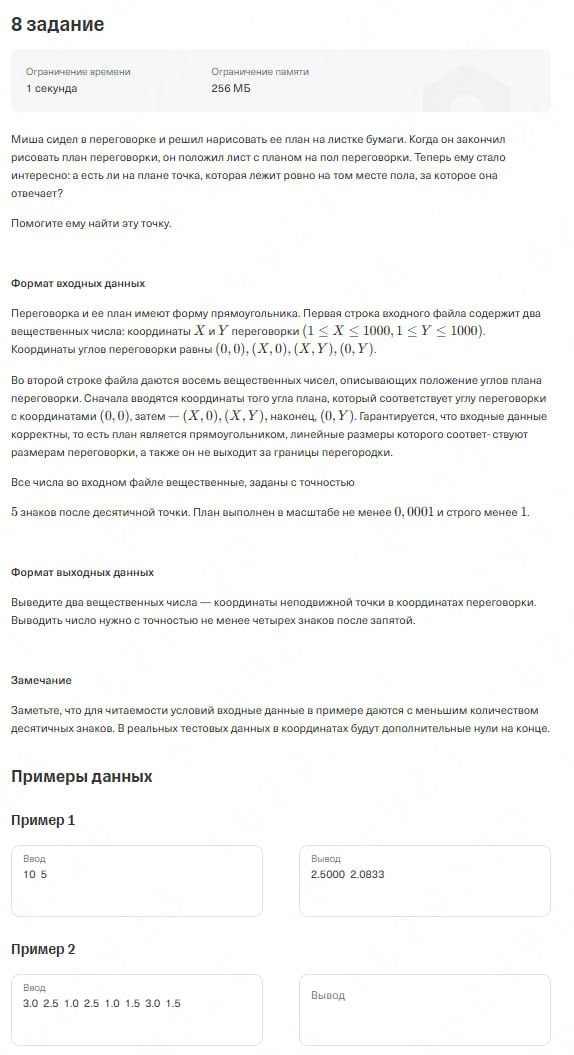 8 задание
Ограничение времени
Ограничение памяти
1 секунда
256 МБ
Миша сидел в переговорке и решил нарисовать ее план на листке бумаги. Когда он закончил
рисовать план переговорки, он положил лист с планом на пол переговорки. Теперь ему стало
интересно: а есть ли на плане точка, которая лежит ровно на том месте пола, за которое она
отвечает?
Помогите ему найти эту точку.
Формат входных данных
Переговорка и ее план имеют форму прямоугольника. Первая строка входного файла содержит два
вещественных числа: координаты X и Y переговорки (1 ≤ X ≤ 1000, 1 ≤ Y ≤ 1000).
Координаты углов переговорки равны (0, 0), (X, 0), (X, Y), (0, Y).
Во второй строке файла даются восемь вещественных чисел, описывающих положение углов плана
переговорки. Сначала вводятся координаты того угла плана, который соответствует углу переговорки
с координатами (0, 0), затем — (X, 0), (X, Y), наконец, (0, Y). Гарантируется, что входные данные
корректны, то есть план является прямоугольником, линейные размеры которого соответ- ствуют
размерам переговорки, а также он не выходит за границы перегородки.
Все числа во входном файле вещественные, заданы с точностью
5 знаков после десятичной точки. План выполнен в масштабе не менее 0, 0001 и строго менее 1.
Формат выходных данных
Выведите два вещественных числа — координаты неподвижной точки в координатах переговорки.
Выводить число нужно с точностью не менее четырех знаков после запятой.
Замечание
Заметьте, что для читаемости условий входные данные в примере даются с меньшим количеством
десятичных знаков. В реальных тестовых данных в координатах будут дополнительные нули на конце.
Примеры данных
Пример 1
Ввод
10 5
Вывод
2.5000 2.0833
Пример 2
Ввод
3.0 2.5 1.0 2.5 1.0 1.5 3.0 1.5
Вывод